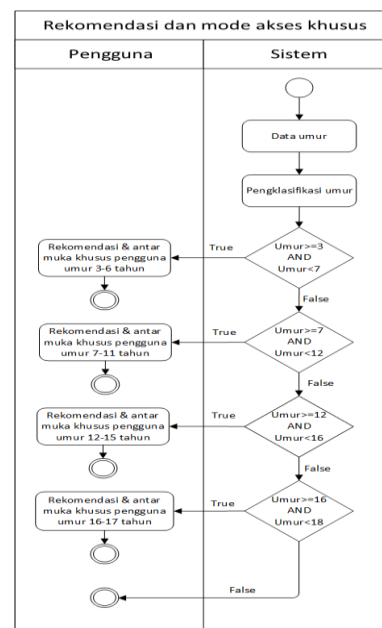 Rekomendasi dan mode akses khusus
Pengguna
Sistem
Data umur
Pengklasifikasi umur
Umur>=3
AND
Umur<7
True
Rekomendasi & antar
muka khusus pengguna
umur 3-6 tahun
False
Umur>=7
AND
Umur<12
True
Rekomendasi & antar
muka khusus pengguna
umur 7-11 tahun
False
Umur>=12
AND
Umur<16
True
Rekomendasi & antar
muka khusus pengguna
umur 12-15 tahun
False
Umur>=16
AND
Umur<18
True
Rekomendasi & antar
muka khusus pengguna
umur 16-17 tahun
False